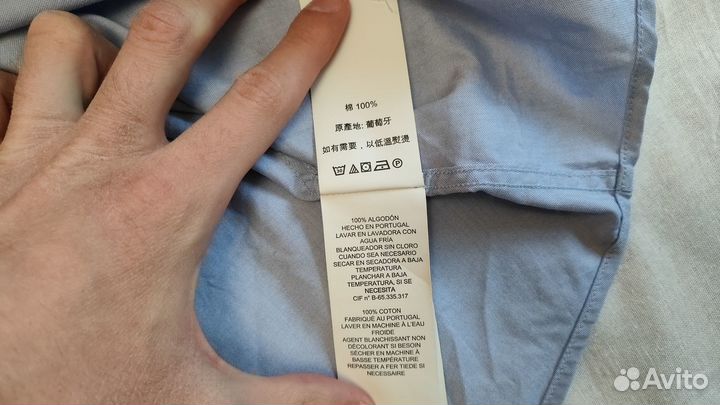 棉 100%
原產地: 葡萄牙
如有需要，以低溫熨燙
30
P
100% ALGODÓN
HECHO EN PORTUGAL
LAVAR EN LAVADORA CON
AGUA FRÍA
BLANQUEADOR SIN CLORO
CUANDO SEA NECESARIO
SECAR EN SECADORA A BAJA
TEMPERATURA
PLANCHAR A BAJA
TEMPERATURA, SI SE
NECESITA
CIF nº B-65.335.317
100% COTON
FABRIQUÉ AU PORTUGAL
LAVER EN MACHINE À L'EAU
FROIDE
AGENT BLANCHISSANT NON
DÉCOLORANT SI BESOIN
SÉCHER EN MACHINE À
BASSE TEMPÉRATURE
REPASSER A FER TIEDE SI
NECESSAIRE
Avito